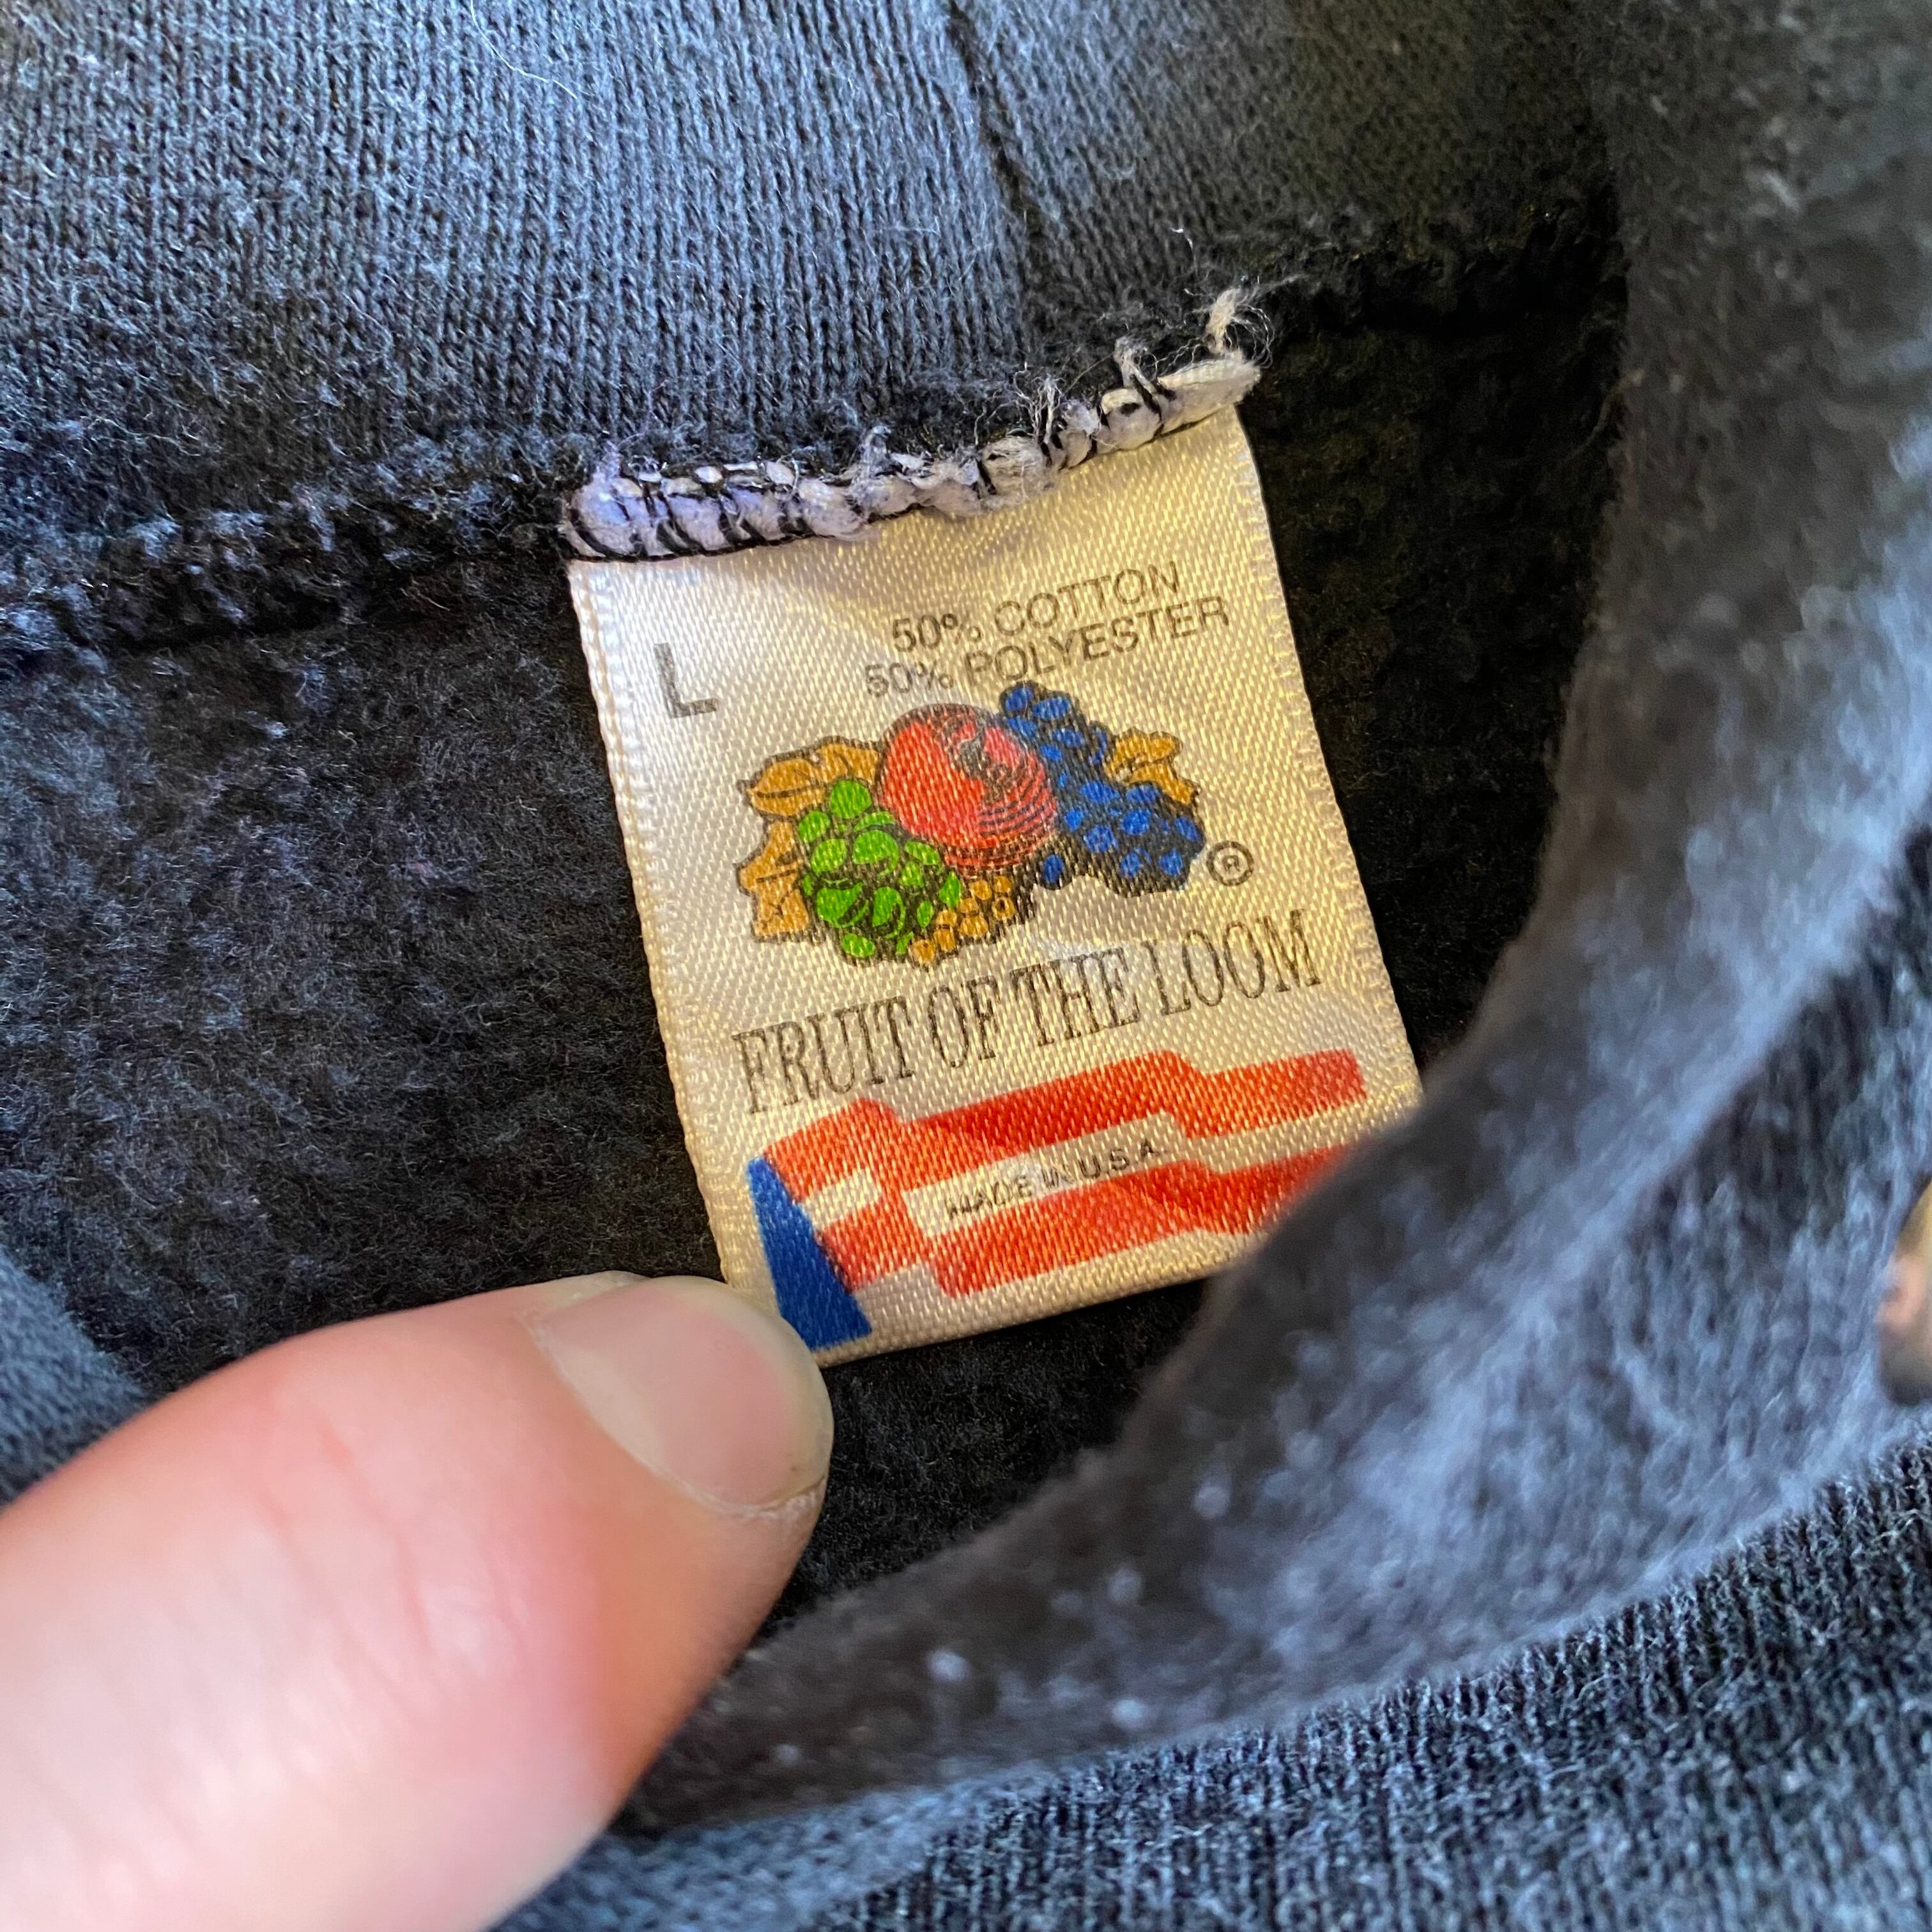 L
50% COTTON
50% POLYESTER
®
FRUIT OF THE LOOM
MADE IN U.S.A.